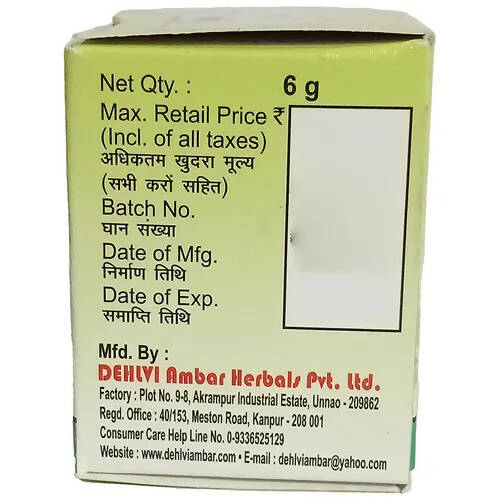 Net Qty. : 6 g
Max. Retail Price ₹
(Incl. of all taxes)
अधिकतम खुदरा मूल्य
(सभी करों सहित)
Batch No.
घान संख्या
Date of Mfg.
निर्माण तिथि
Date of Exp.
समाप्ति तिथि
Mfd. By :
DEHLVI Ambar Herbals Pvt. Ltd.
Factory : Plot No. 9-8, Akrampur Industrial Estate, Unnao - 209862
Regd. Office : 40/153, Meston Road, Kanpur - 208 001
Consumer Care Help Line No. 0-9336525129
Website : www.dehlviambar.com • E-mail : dehlviambar@yahoo.com